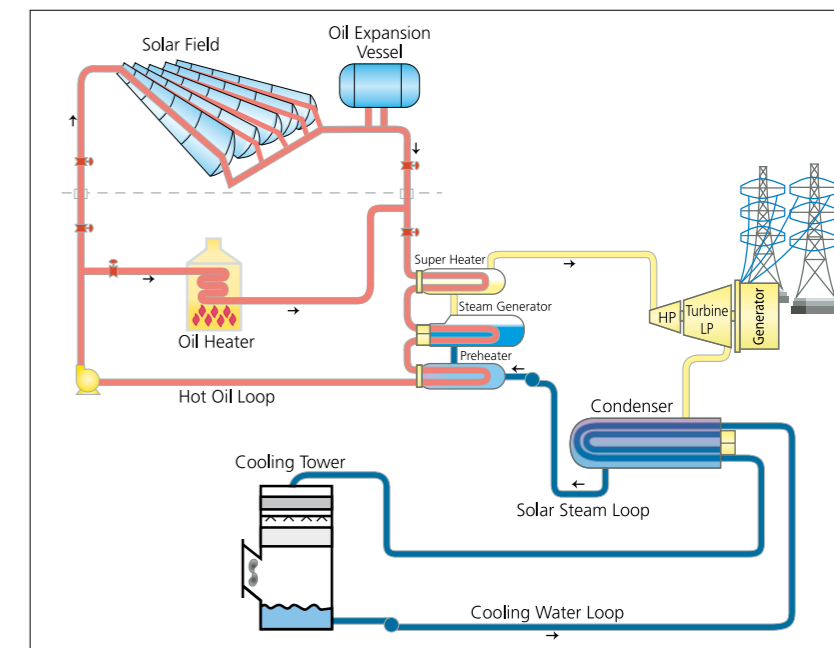 Solar Field
Oil Expansion
Vessel
Super Heater
Steam Generator
Preheater
Oil Heater
Hot Oil Loop
HP
Turbine
LP
Generator
Condenser
Cooling Tower
Solar Steam Loop
Cooling Water Loop